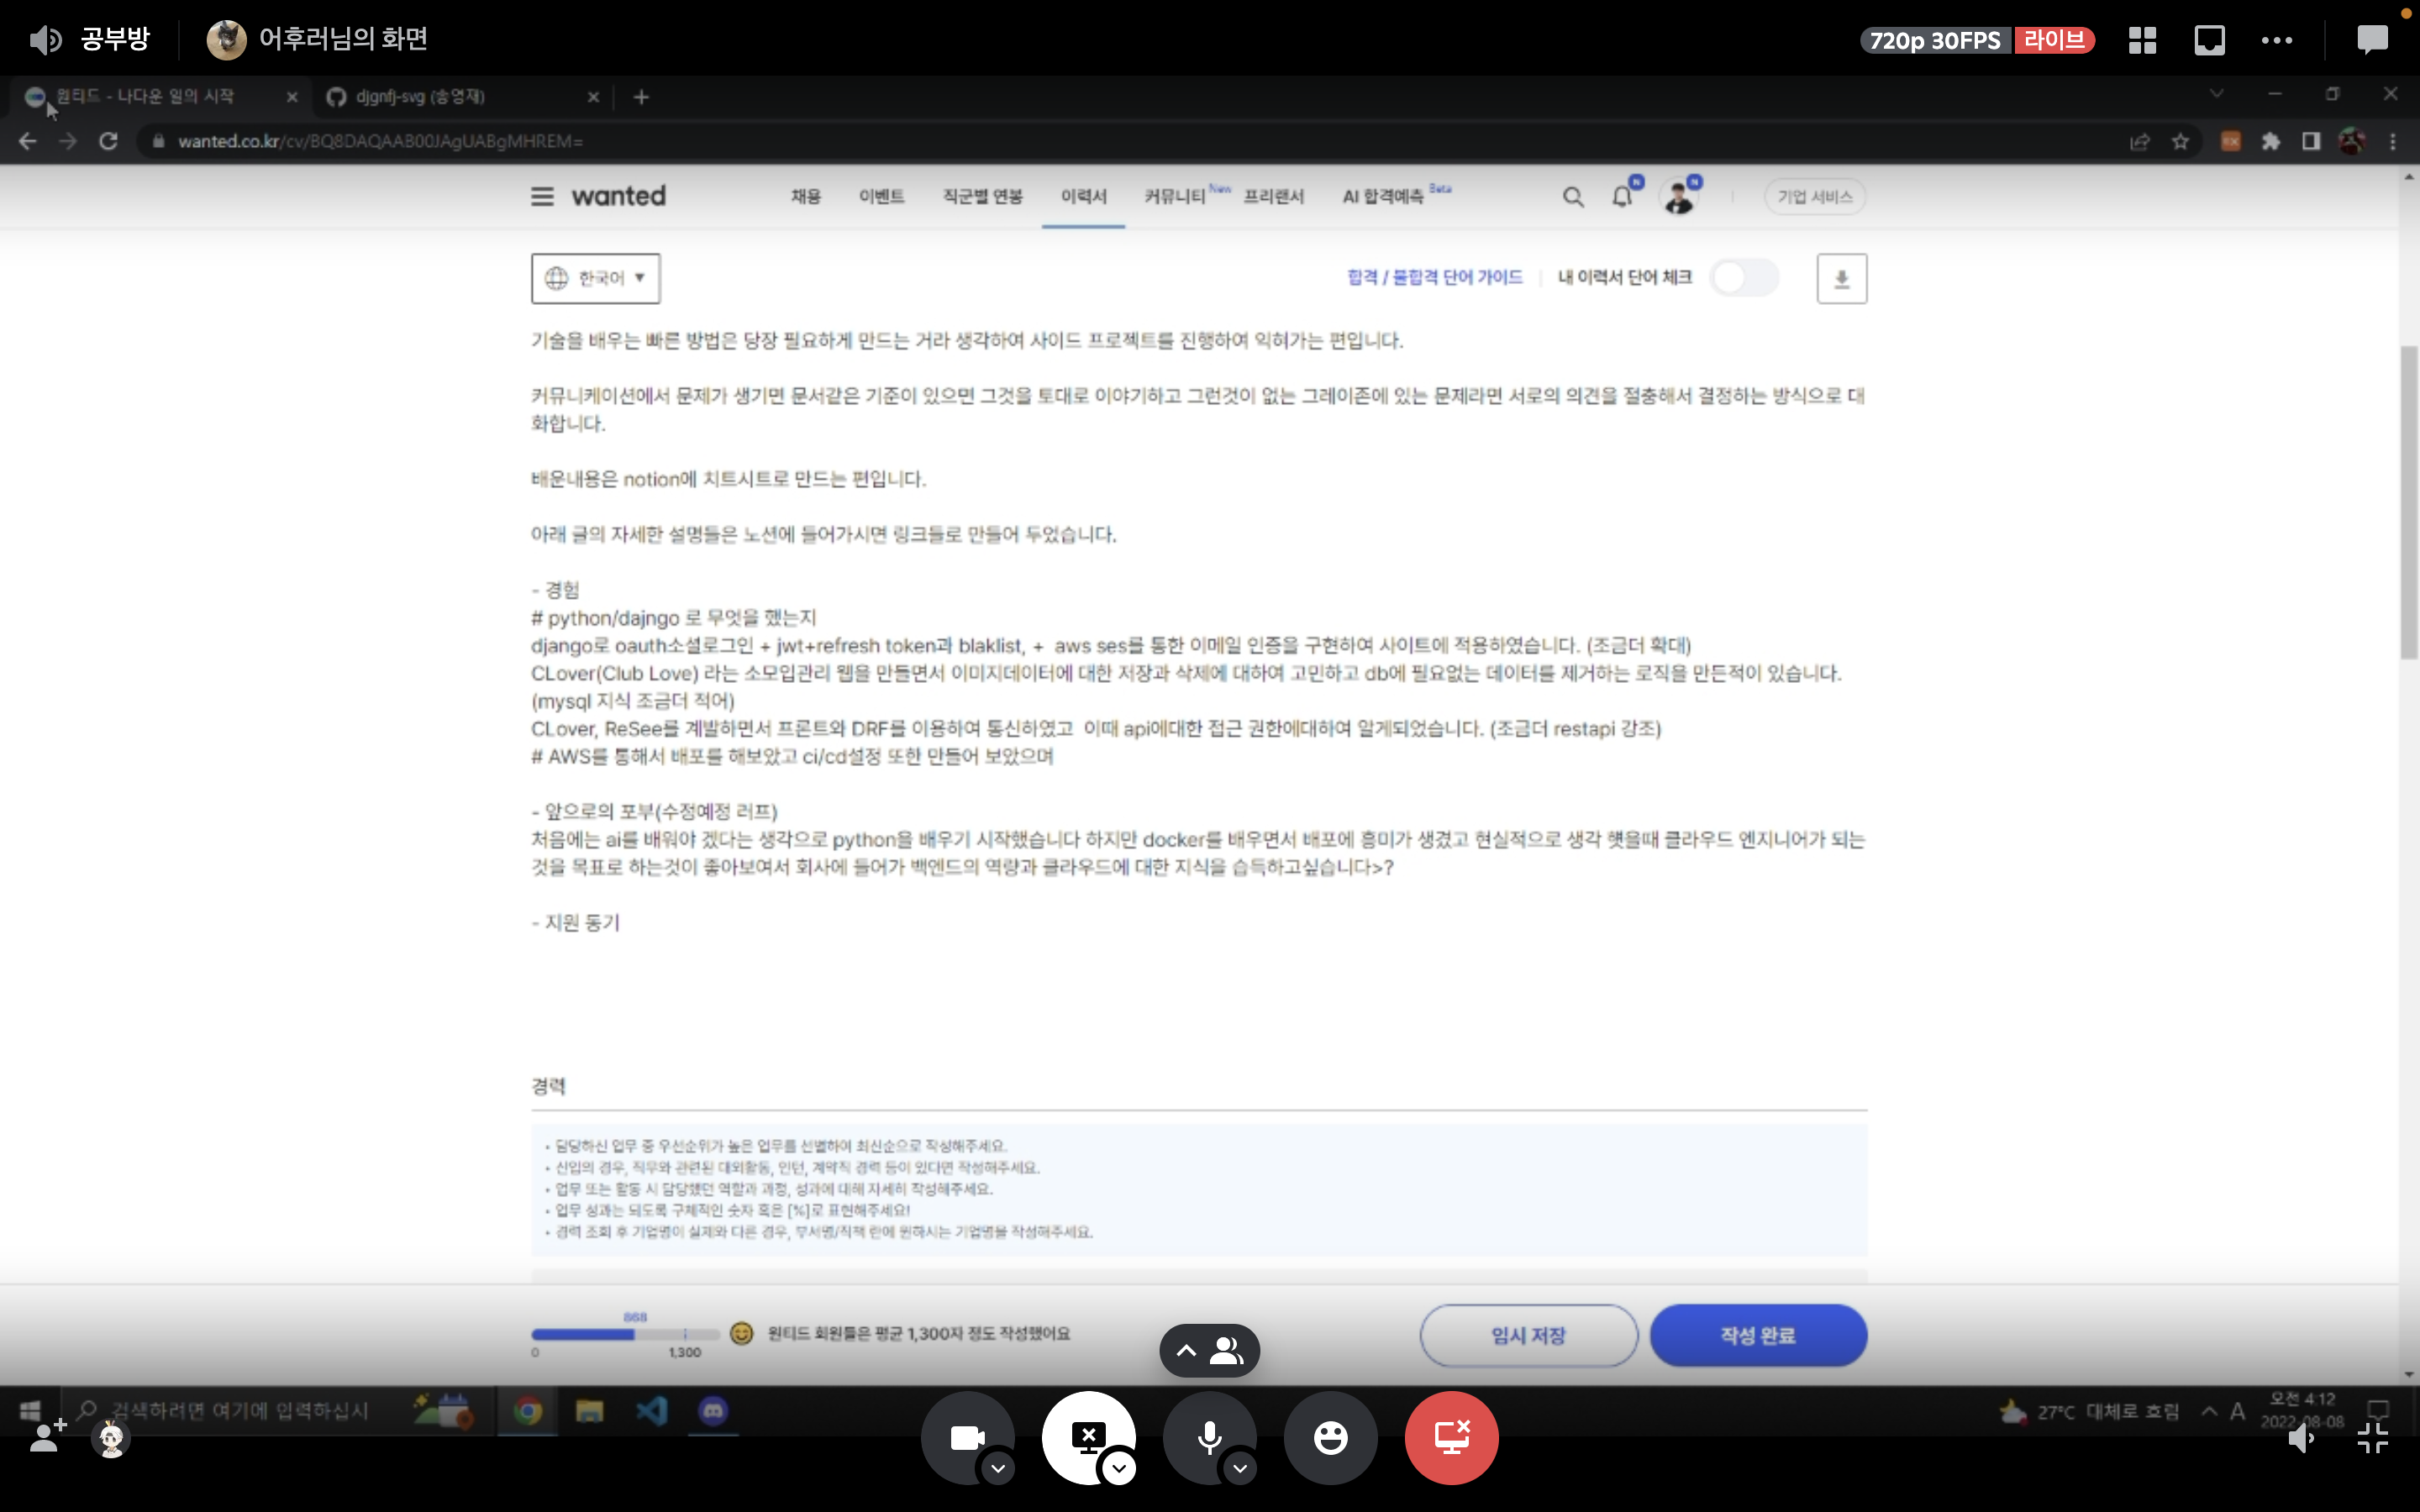 공부방
어후러님의 화면
720p 30FPS 라이브
원티드 - 나다운 일의 시작
djgnfj-svg (송영재)
wanted.co.kr/cv/BQ8DAQAAB00JAgUABgMHREM=
wanted
채용 이벤트 직군별 연봉 이력서 커뮤니티 New 프리랜서 AI 합격예측 Beta
N N 기업 서비스
한국어
합격 / 불합격 단어 가이드
내 이력서 단어 체크
기술을 배우는 빠른 방법은 당장 필요하게 만드는 거라 생각하여 사이드 프로젝트를 진행하여 익혀가는 편입니다.
커뮤니케이션에서 문제가 생기면 문서같은 기준이 있으면 그것을 토대로 이야기하고 그런것이 없는 그레이존에 있는 문제라면 서로의 의견을 절충해서 결정하는 방식으로 대
화합니다.
배운내용은 notion에 치트시트로 만드는 편입니다.
아래 글의 자세한 설명들은 노션에 들어가시면 링크들로 만들어 두었습니다.
- 경험
# python/dajngo 로 무엇을 했는지
django로 oauth소셜로그인 + jwt+refresh token과 blaklist, + aws ses를 통한 이메일 인증을 구현하여 사이트에 적용하였습니다. (조금더 확대)
CLover(Club Love) 라는 소모임관리 웹을 만들면서 이미지데이터에 대한 저장과 삭제에 대하여 고민하고 db에 필요없는 데이터를 제거하는 로직을 만든적이 있습니다.
(mysql 지식 조금더 적어)
CLover, ReSee를 계발하면서 프론트와 DRF를 이용하여 통신하였고 이때 api에대한 접근 권한에대하여 알게되었습니다. (조금더 restapi 강조)
# AWS를 통해서 배포를 해보았고 ci/cd설정 또한 만들어 보았으며
- 앞으로의 포부(수정예정 러프)
처음에는 ai를 배워야 겠다는 생각으로 python을 배우기 시작했습니다 하지만 docker를 배우면서 배포에 흥미가 생겼고 현실적으로 생각 햇을때 클라우드 엔지니어가 되는
것을 목표로 하는것이 좋아보여서 회사에 들어가 백엔드의 역량과 클라우드에 대한 지식을 습득하고싶습니다>?
- 지원 동기
경력
• 담당하신 업무 중 우선순위가 높은 업무를 선별하여 최신순으로 작성해주세요.
• 신입의 경우, 직무와 관련된 대외활동, 인턴, 계약직 경력 등이 있다면 작성해주세요.
• 업무 또는 활동 시 담당했던 역할과 과정, 성과에 대해 자세히 작성해주세요.
• 업무 성과는 되도록 구체적인 숫자 혹은 [%]로 표현해주세요!
• 경력 조회 후 기업명이 실제와 다른 경우, 부서명/직책 란에 원하시는 기업명을 작성해주세요.
868
0 1,300
원티드 회원들은 평균 1,300자 정도 작성했어요
임시 저장
작성 완료
검색하려면 여기에 입력하십시
27°C 대체로 흐림
A
오전 4:12
2022-08-08